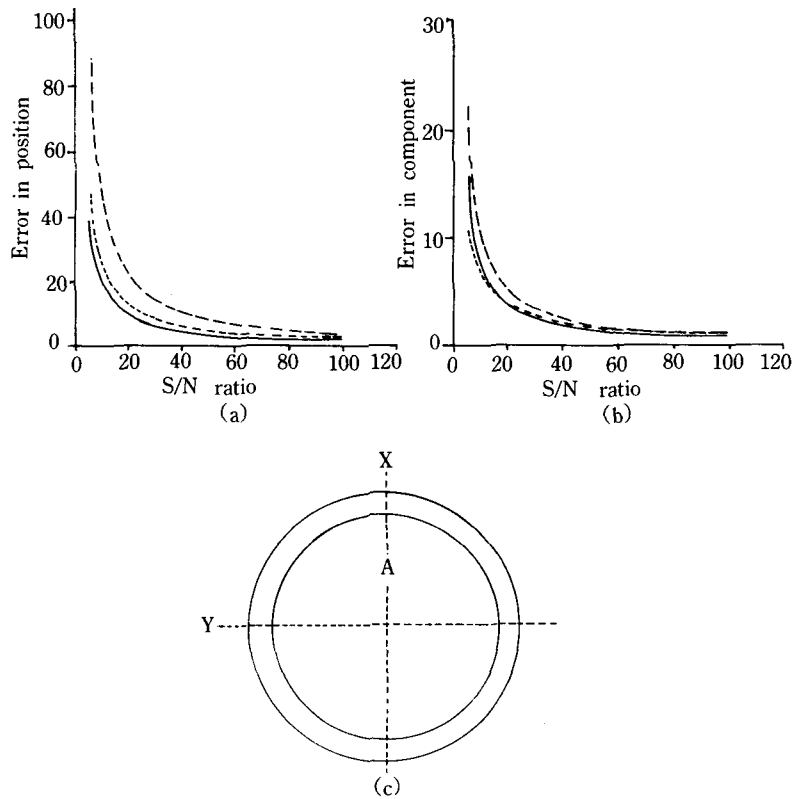 100
80
60
40
20
0
Error in position
0 20 40 60 80 100 120
S/N ratio
(a)
30
20
10
0
Error in component
0 20 40 60 80 100 120
S/N ratio
(b)
X
A
Y
(c)